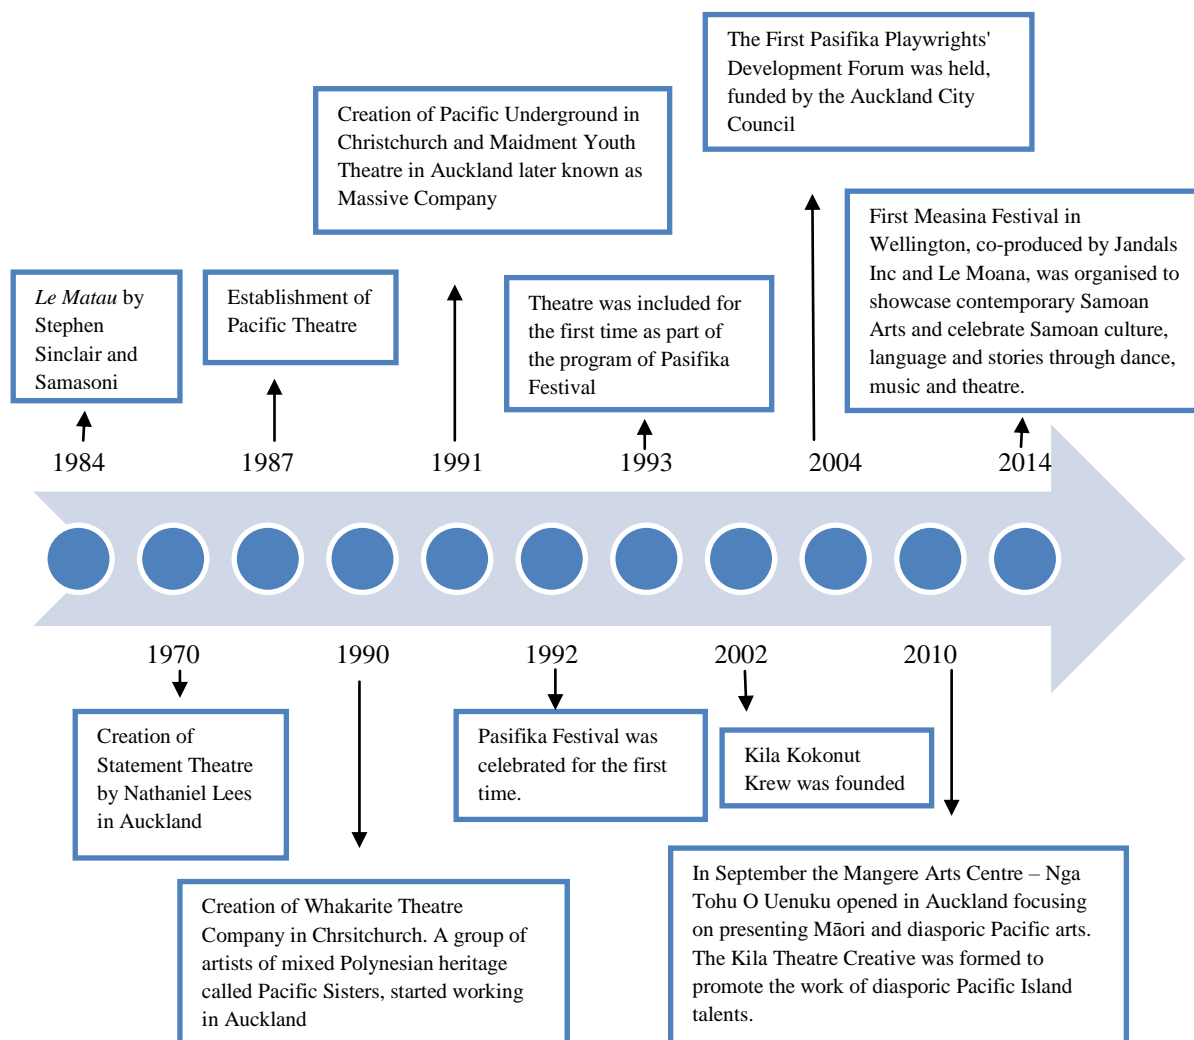 The First Pasifika Playwrights'
Development Forum was held,
funded by the Auckland City
Council
Creation of Pacific Underground in
Christchurch and Maidment Youth
Theatre in Auckland later known as
Massive Company
First Measina Festival in
Wellington, co-produced by Jandals
Inc and Le Moana, was organised to
showcase contemporary Samoan
Arts and celebrate Samoan culture,
language and stories through dance,
music and theatre.
Le Matau by
Stephen
Sinclair and
Samasoni
Establishment of
Pacific Theatre
Theatre was included for
the first time as part of
the program of Pasifika
Festival
1984 1987 1991 1993 2004 2014
1970 1990 1992 2002 2010
Creation of
Statement Theatre
by Nathaniel Lees
in Auckland
Pasifika Festival was
celebrated for the first
time.
Kila Kokonut
Krew was founded
Creation of Whakarite Theatre
Company in Chrsitchurch. A group of
artists of mixed Polynesian heritage
called Pacific Sisters, started working
in Auckland
In September the Mangere Arts Centre – Nga
Tohu O Uenuku opened in Auckland focusing
on presenting Māori and diasporic Pacific arts.
The Kila Theatre Creative was formed to
promote the work of diasporic Pacific Island
talents.